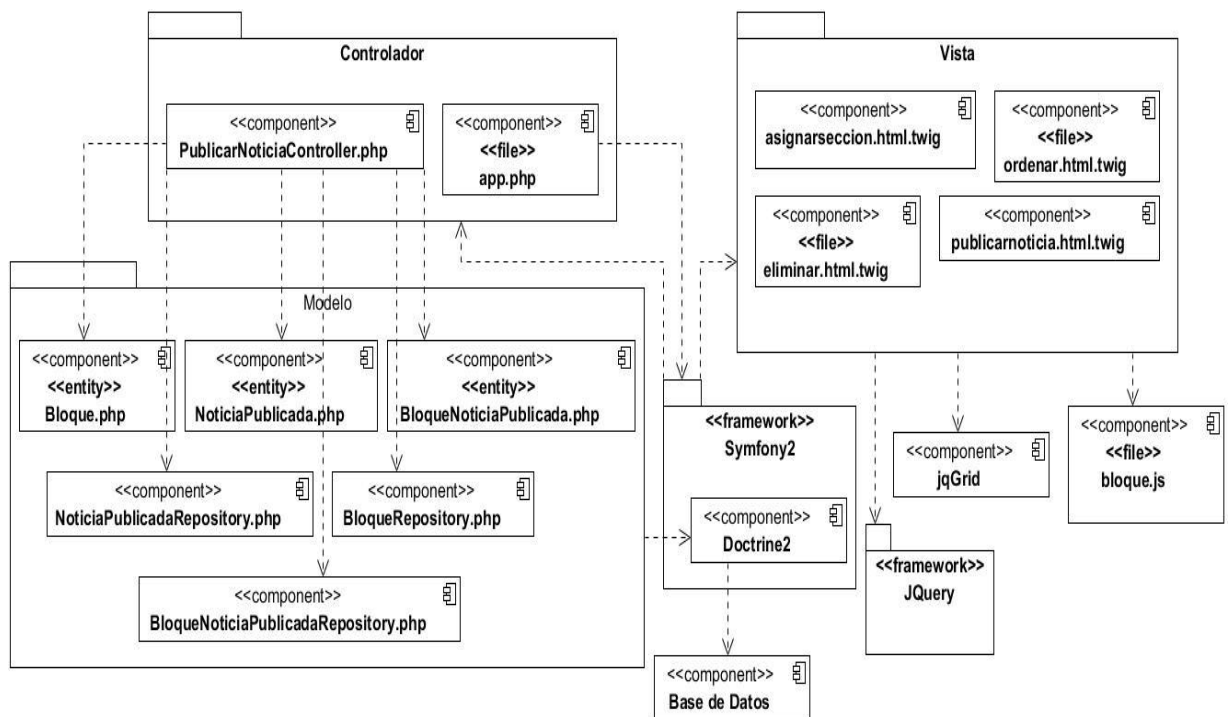 Controlador
<<component>>
PublicarNoticiaController.php
<<component>>
<<file>>
app.php
Vista
<<component>>
asignarseccion.html.twig
<<component>>
<<file>>
ordenar.html.twig
<<component>>
<<file>>
eliminar.html.twig
<<component>>
publicarnoticia.html.twig
Modelo
<<component>>
<<entity>>
Bloque.php
<<component>>
<<entity>>
NoticiaPublicada.php
<<component>>
<<entity>>
BloqueNoticiaPublicada.php
<<component>>
NoticiaPublicadaRepository.php
<<component>>
BloqueRepository.php
<<component>>
BloqueNoticiaPublicadaRepository.php
<<framework>>
Symfony2
<<component>>
Doctrine2
<<component>>
Base de Datos
<<component>>
jqGrid
<<component>>
<<file>>
bloque.js
<<framework>>
JQuery